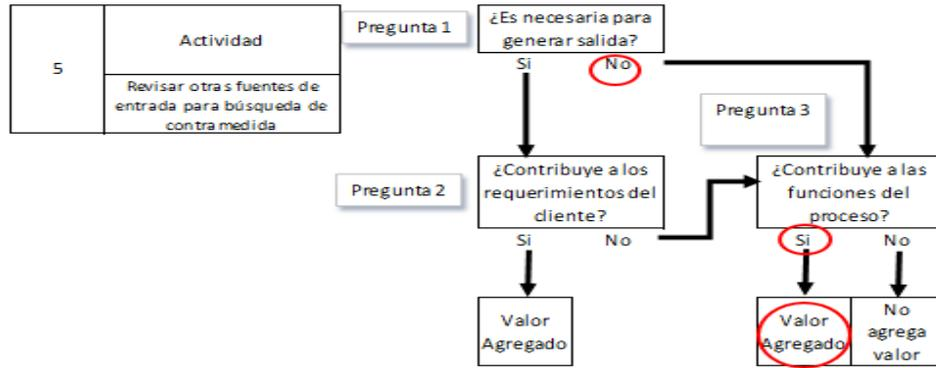 5
Actividad
Revisar otras fuentes de
entrada para búsqueda de
contramedida
Pregunta 1
¿Es necesaria para
generar salida?
Si
No
Pregunta 3
Pregunta 2
¿Contribuye a los
requerimientos del
cliente?
Si
No
¿Contribuye a las
funciones del
proceso?
Si
No
Valor
Agregado
Valor
Agregado
No
agrega
valor